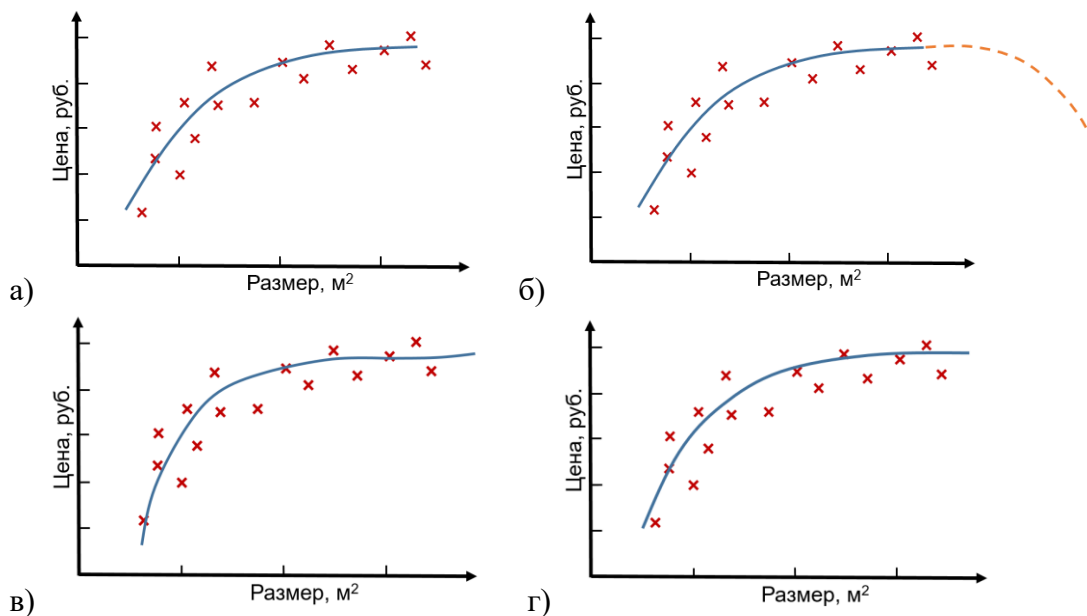 Цена, руб.
Размер, м²
а)
Цена, руб.
Размер, м²
б)
Цена, руб.
Размер, м²
в)
Цена, руб.
Размер, м²
г)